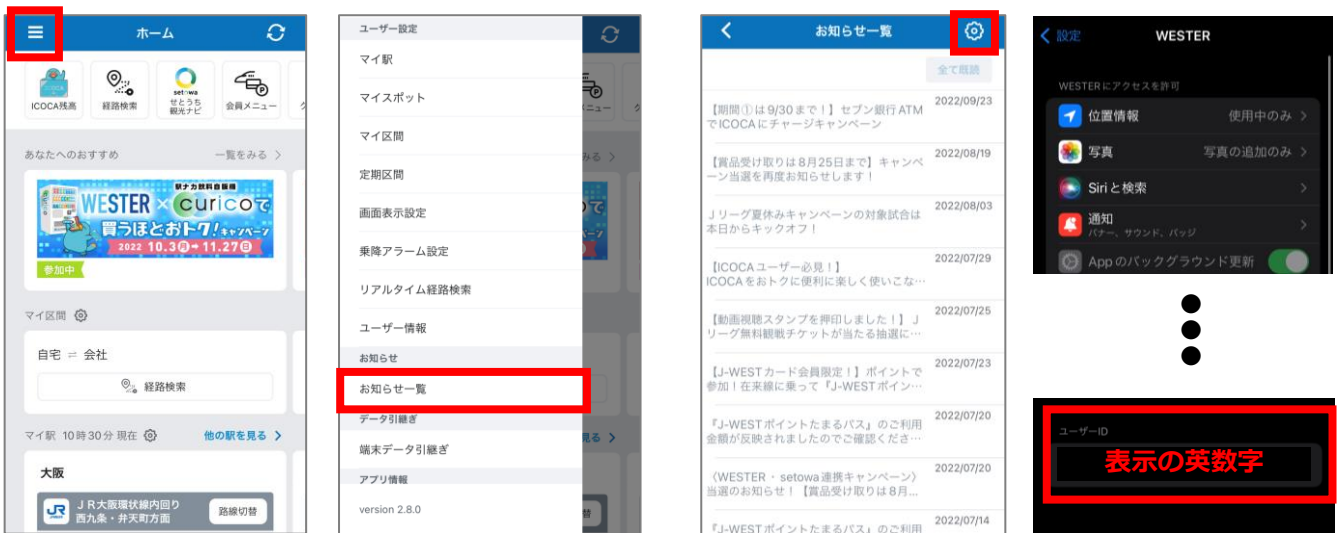 ホーム
ICOCA残高
経路検索
setowa
せとうち
観光ナビ
会員メニュー
あなたへのおすすめ
一覧をみる
駅ナカ飲料自販機
WESTER × curicoで
買うほどおトク!キャンペーン
2022 10.3月→11.27日
参加中
マイ区間
自宅 ⇄ 会社
経路検索
マイ駅 10時30分 現在
他の駅を見る
大阪
JR
JR大阪環状線内回り
西九条・弁天町方面
路線切替
ユーザー設定
マイ駅
マイスポット
マイ区間
定期区間
画面表示設定
乗降アラーム設定
リアルタイム経路検索
ユーザー情報
お知らせ
お知らせ一覧
データ引継ぎ
端末データ引継ぎ
アプリ情報
version 2.8.0
ニュー
みる
で
見る
替
お知らせ一覧
全て既読
【期間①は9/30まで!】セブン銀行ATM
でICOCAにチャージキャンペーン
2022/09/23
【賞品受け取りは8月25日まで】キャンペ
ーン当選を再度お知らせします!
2022/08/19
Jリーグ夏休みキャンペーンの対象試合は
本日からキックオフ!
2022/08/03
【ICOCAユーザー必見!】
ICOCAをおトクに便利に楽しく使いこな…
2022/07/29
【動画視聴スタンプを押印しました!】J
リーグ無料観戦チケットが当たる抽選に…
2022/07/25
【J-WESTカード会員限定!】ポイントで
参加!在来線に乗って『J-WESTポイン…
2022/07/23
『J-WESTポイントたまるパス』のご利用
金額が反映されましたのでご確認くださ…
2022/07/20
〈WESTER・setowa連携キャンペーン〉
当選のお知らせ!【賞品受け取りは8月…
2022/07/20
『J-WESTポイントたまるパス』のご利用
2022/07/14
設定
WESTER
WESTERにアクセスを許可
位置情報
使用中のみ
写真
写真の追加のみ
Siriと検索
通知
バナー、サウンド、バッジ
Appのバックグラウンド更新
ユーザーID
表示の英数字